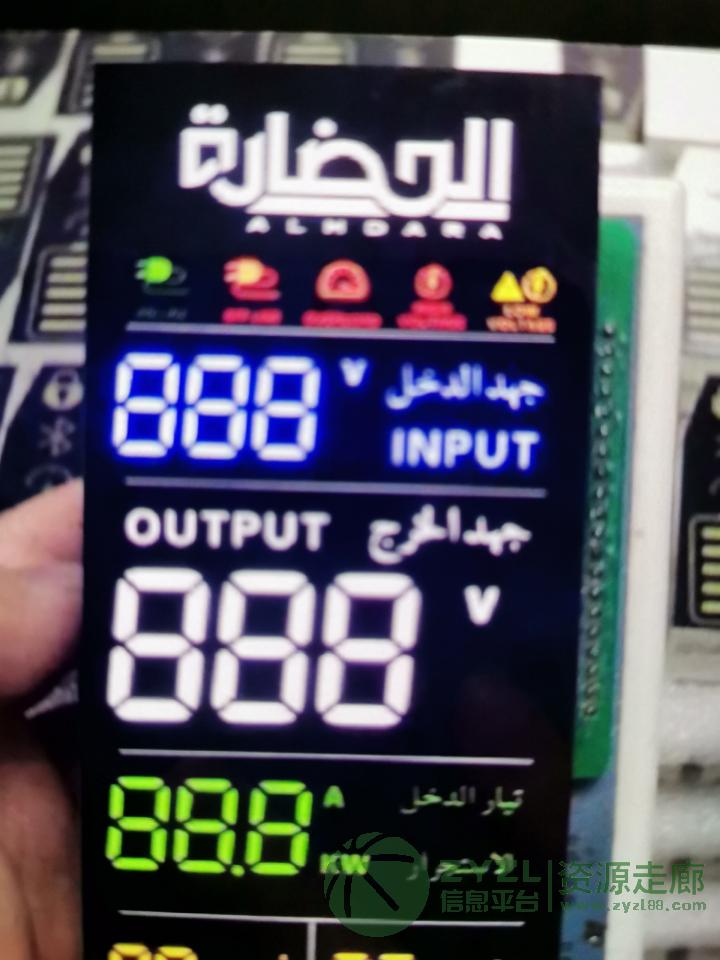 الحضارة
ALHDARA
888 V جهد الدخل
INPUT
OUTPUT جهد الخرج
888 V
88.8 A تيار الدخل
KW
ZYZL 资源走廊
信息平台 www.zyzl88.com